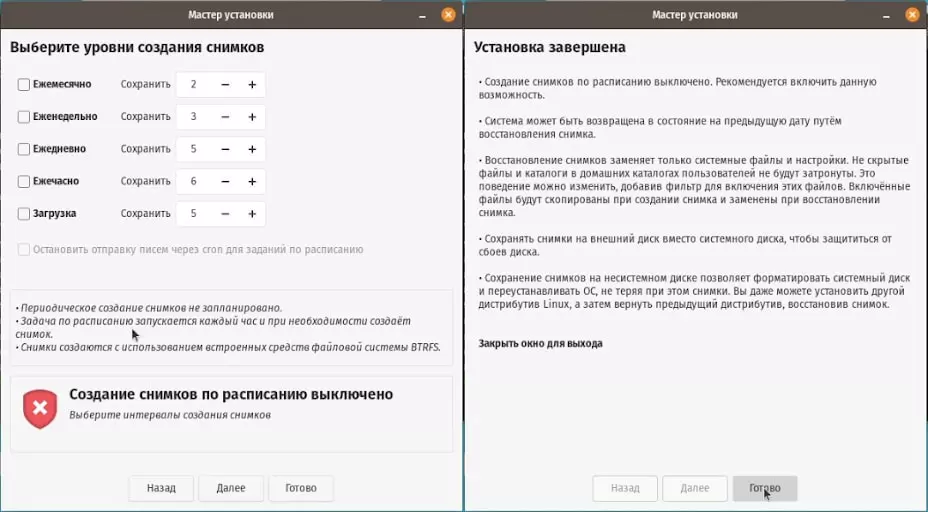 Мастер установки
Выберите уровни создания снимков
Ежемесячно Сохранить 2 − +
Еженедельно Сохранить 3 − +
Ежедневно Сохранить 5 − +
Ежечасно Сохранить 6 − +
Загрузка Сохранить 5 − +
Остановить отправку писем через cron для заданий по расписанию
• Периодическое создание снимков не запланировано.
• Задача по расписанию запускается каждый час и при необходимости создаёт
снимок.
• Снимки создаются с использованием встроенных средств файловой системы BTRFS.
Создание снимков по расписанию выключено
Выберите интервалы создания снимков
Назад Далее Готово
Мастер установки
Установка завершена
• Создание снимков по расписанию выключено. Рекомендуется включить данную
возможность.
• Система может быть возвращена в состояние на предыдущую дату путём
восстановления снимка.
• Восстановление снимков заменяет только системные файлы и настройки. Не скрытые
файлы и каталоги в домашних каталогах пользователей не будут затронуты. Это
поведение можно изменить, добавив фильтр для включения этих файлов. Включённые
файлы будут скопированы при создании снимка и заменены при восстановлении
снимка.
• Сохранять снимки на внешний диск вместо системного диска, чтобы защититься от
сбоев диска.
• Сохранение снимков на несистемном диске позволяет форматировать системный диск
и переустанавливать ОС, не теряя при этом снимки. Вы даже можете установить другой
дистрибутив Linux, а затем вернуть предыдущий дистрибутив, восстановив снимок.
Закрыть окно для выхода
Назад Далее Готово